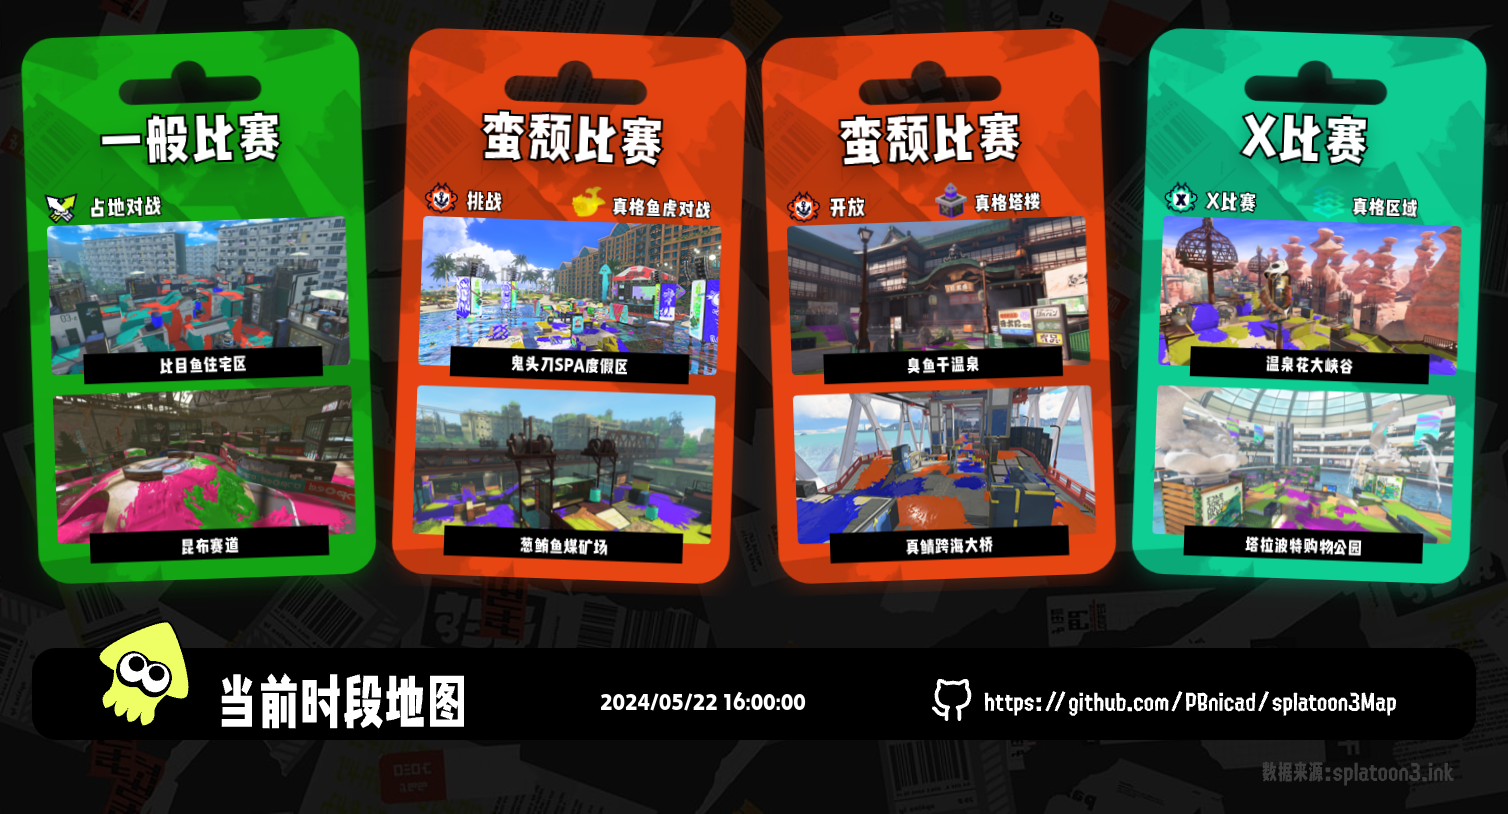 一般比赛
占地对战
比目鱼住宅区
昆布赛道
蛮颓比赛
挑战
真格鱼虎对战
鬼头刀SPA度假区
葱鲔鱼煤矿场
蛮颓比赛
开放
真格塔楼
臭鱼干温泉
真鲭跨海大桥
X比赛
X比赛
真格区域
温泉花大峡谷
塔拉波特购物公园
当前时段地图
2024/05/22 16:00:00
https://github.com/PBnicad/splatoon3Map
数据来源:splatoon3.ink